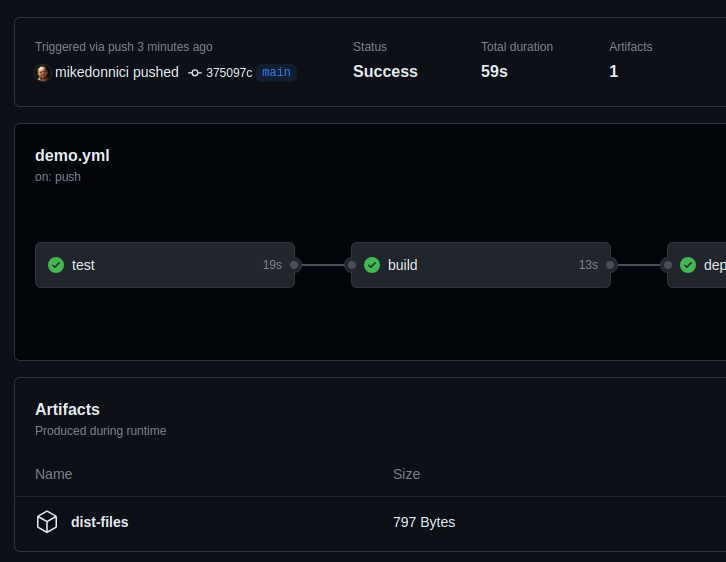 Triggered via push 3 minutes ago
mikedonnici pushed 375097c main
Status
Success
Total duration
59s
Artifacts
1
demo.yml
on: push
test 19s
build 13s
dep
Artifacts
Produced during runtime
Name Size
dist-files 797 Bytes